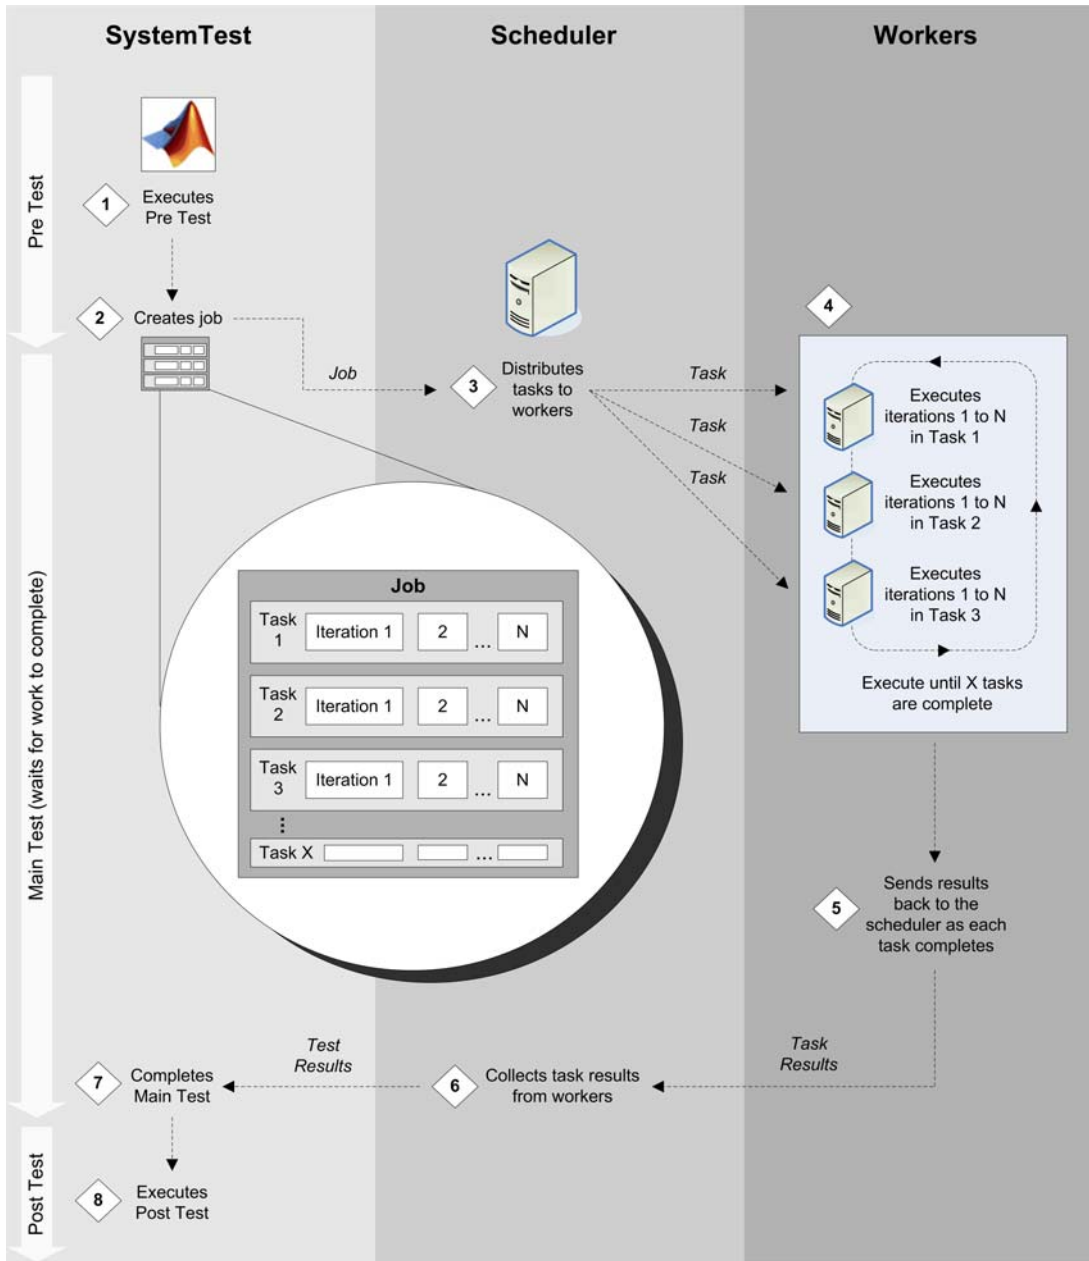 SystemTest
Scheduler
Workers
Pre Test
1
Executes
Pre Test
2
Creates job
Job
3
Distributes
tasks to
workers
Task
Task
Task
4
Executes
iterations 1 to N
in Task 1
Executes
iterations 1 to N
in Task 2
Executes
iterations 1 to N
in Task 3
Execute until X tasks
are complete
Main Test (waits for work to complete)
Job
Task
1
Iteration 1
2
...
N
Task
2
Iteration 1
2
...
N
Task
3
Iteration 1
2
...
N
...
Task X
...
5
Sends results
back to the
scheduler as each
task completes
Task
Results
6
Collects task results
from workers
Test
Results
7
Completes
Main Test
Post Test
8
Executes
Post Test